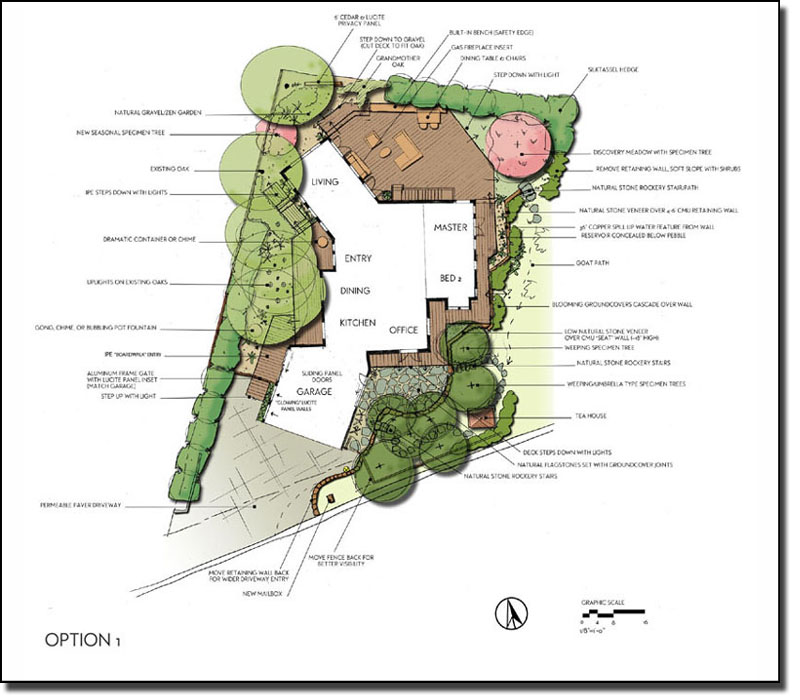 6' CEDAR & LUCITE
PRIVACY PANEL
STEP DOWN TO GRAVEL
(CUT DECK TO FIT OAK)
GRANDMOTHER
OAK
BUILT-IN BENCH (SAFETY EDGE)
GAS FIREPLACE INSERT
DINING TABLE & CHAIRS
STEP DOWN WITH LIGHT
SILKTASSEL HEDGE
NATURAL GRAVEL/ZEN GARDEN
NEW SEASONAL SPECIMEN TREE
EXISTING OAK
IPE STEPS DOWN WITH LIGHTS
DRAMATIC CONTAINER OR CHIME
UPLIGHTS ON EXISTING OAKS
GONG, CHIME, OR BUBBLING POT FOUNTAIN
IPE "BOARDWALK" ENTRY
ALUMINUM FRAME GATE
WITH LUCITE PANEL INSET
(MATCH GARAGE)
STEP UP WITH LIGHT
PERMEABLE PAVER DRIVEWAY
LIVING
MASTER
ENTRY
BED 2
DINING
KITCHEN
OFFICE
SLIDING PANEL
DOORS
GARAGE
"GLOWING" LUCITE
PANEL WALLS
DISCOVERY MEADOW WITH SPECIMEN TREE
REMOVE RETAINING WALL, SOFT SLOPE WITH SHRUBS
NATURAL STONE ROCKERY STAIR/PATH
NATURAL STONE VENEER OVER 4-6 CMU RETAINING WALL
36" COPPER SPILL UP WATER FEATURE FROM WALL
RESERVOIR CONCEALED BELOW PEBBLE
GOAT PATH
BLOOMING GROUNDCOVERS CASCADE OVER WALL
LOW NATURAL STONE VENEER
OVER CMU "SEAT" WALL (~18" HIGH)
WEEPING SPECIMEN TREE
NATURAL STONE ROCKERY STAIRS
WEEPING/UMBRELLA TYPE SPECIMEN TREES
TEA HOUSE
DECK STEPS DOWN WITH LIGHTS
NATURAL FLAGSTONES SET WITH GROUNDCOVER JOINTS
NATURAL STONE ROCKERY STAIRS
MOVE FENCE BACK FOR
BETTER VISIBILITY
MOVE RETAINING WALL BACK
FOR WIDER DRIVEWAY ENTRY
NEW MAILBOX
OPTION 1
GRAPHIC SCALE
0 4 8 16
1/8"=1'-0"